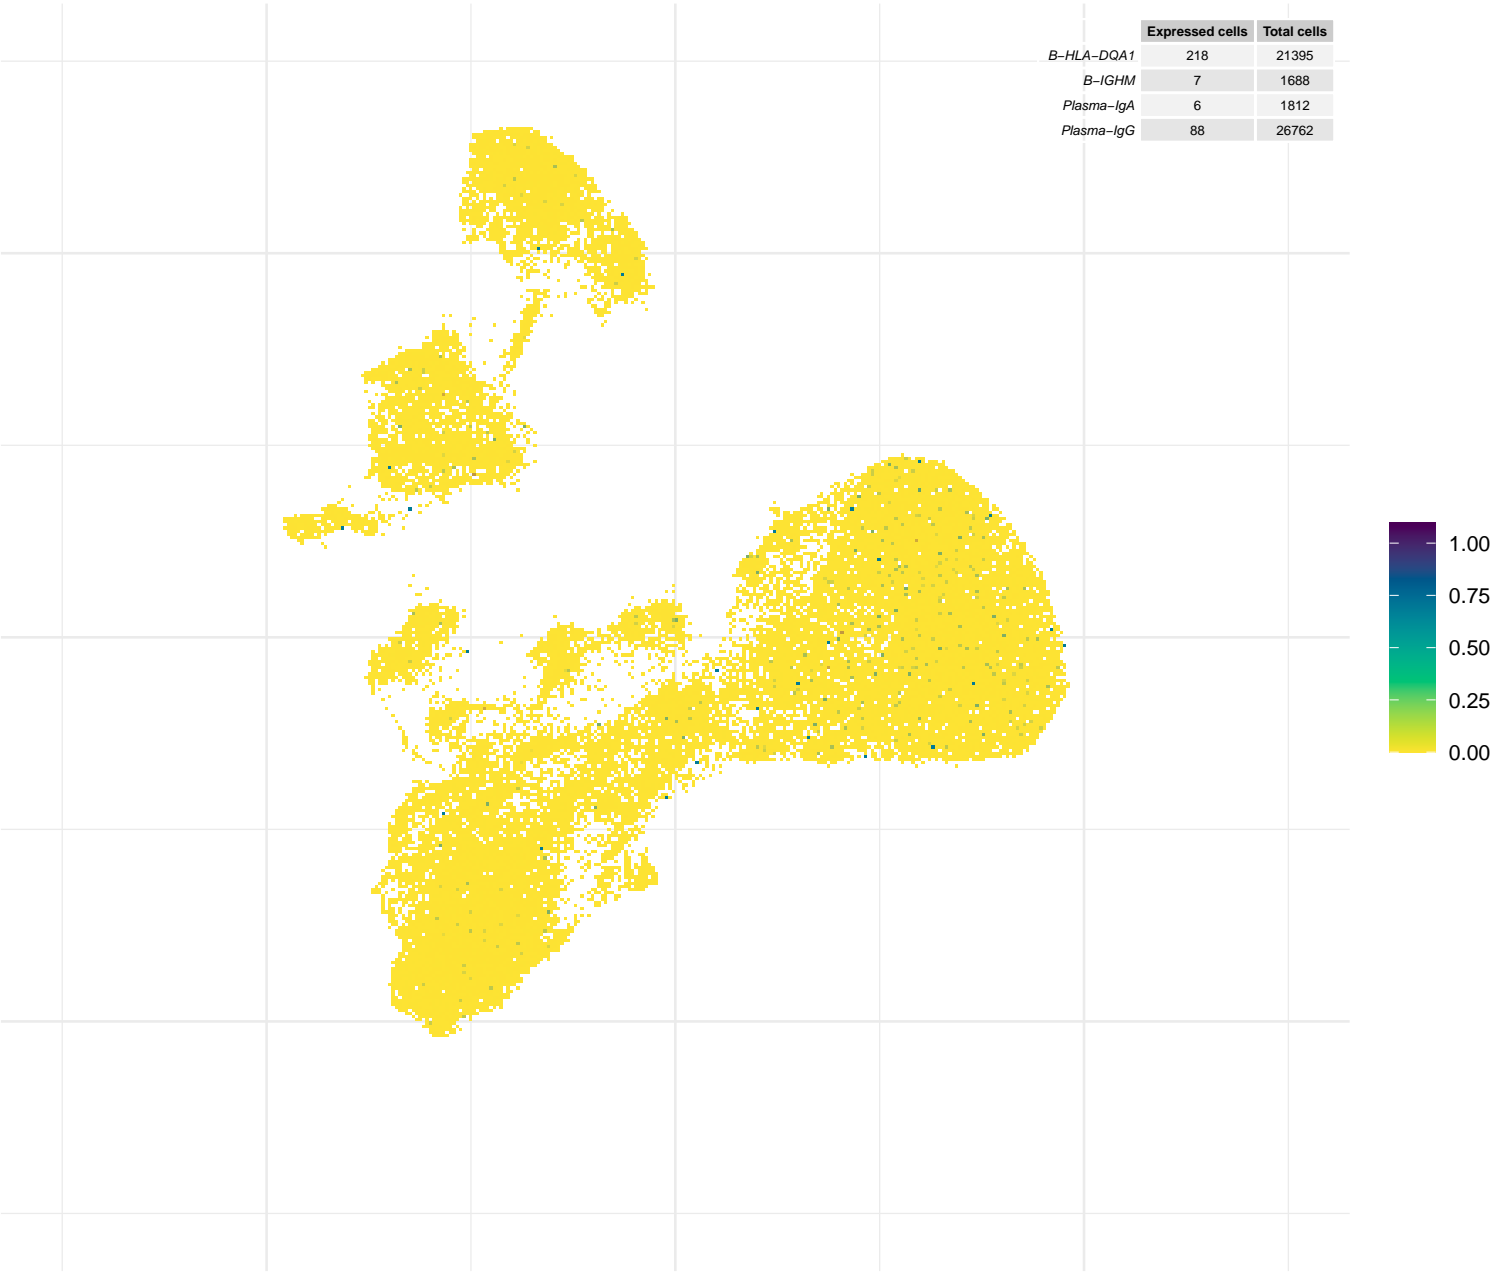 Expressed cells Total cells
B−HLA−DQA1 218 21395
B−IGHM 7 1688
Plasma−IgA 6 1812
Plasma−IgG 88 26762
1.00
0.75
0.50
0.25
0.00